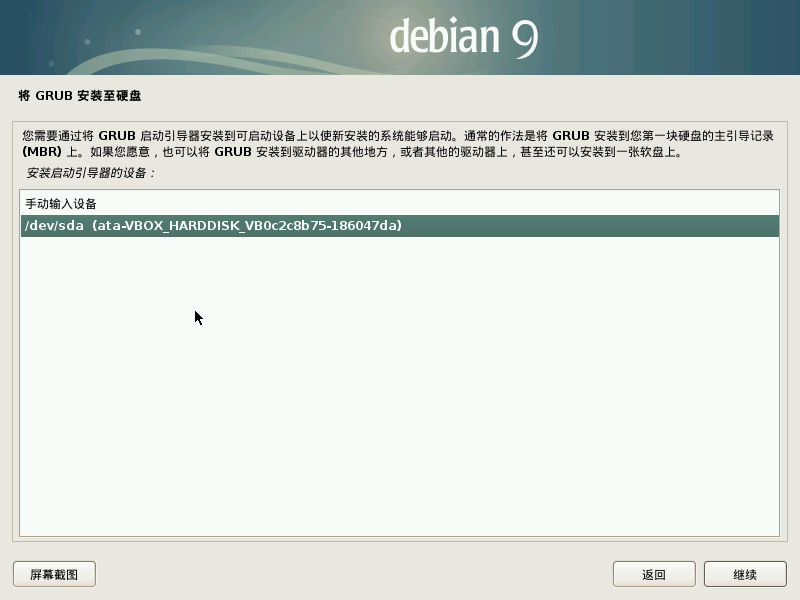 debian 9
将 GRUB 安装至硬盘
您需要通过将 GRUB 启动引导器安装到可启动设备上以使新安装的系统能够启动。通常的作法是将 GRUB 安装到您第一块硬盘的主引导记录
(MBR) 上。如果您愿意，也可以将 GRUB 安装到驱动器的其他地方，或者其他的驱动器上，甚至还可以安装到一张软盘上。
安装启动引导器的设备：
手动输入设备
/dev/sda (ata-VBOX_HARDDISK_VB0c2c8b75-186047da)
屏幕截图
返回
继续